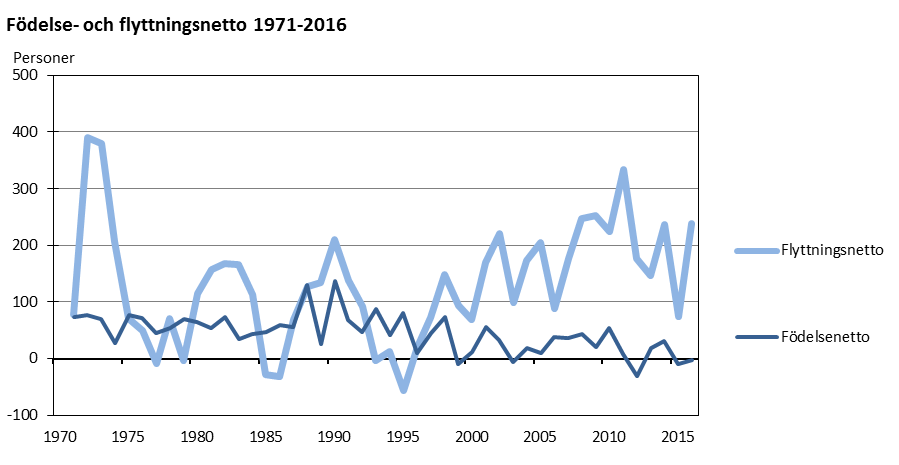 Födelse- och flyttningsnetto 1971-2016
Personer
500
400
300
200
100
0
-100
1970 1975 1980 1985 1990 1995 2000 2005 2010 2015
Flyttningsnetto
Födelsenetto